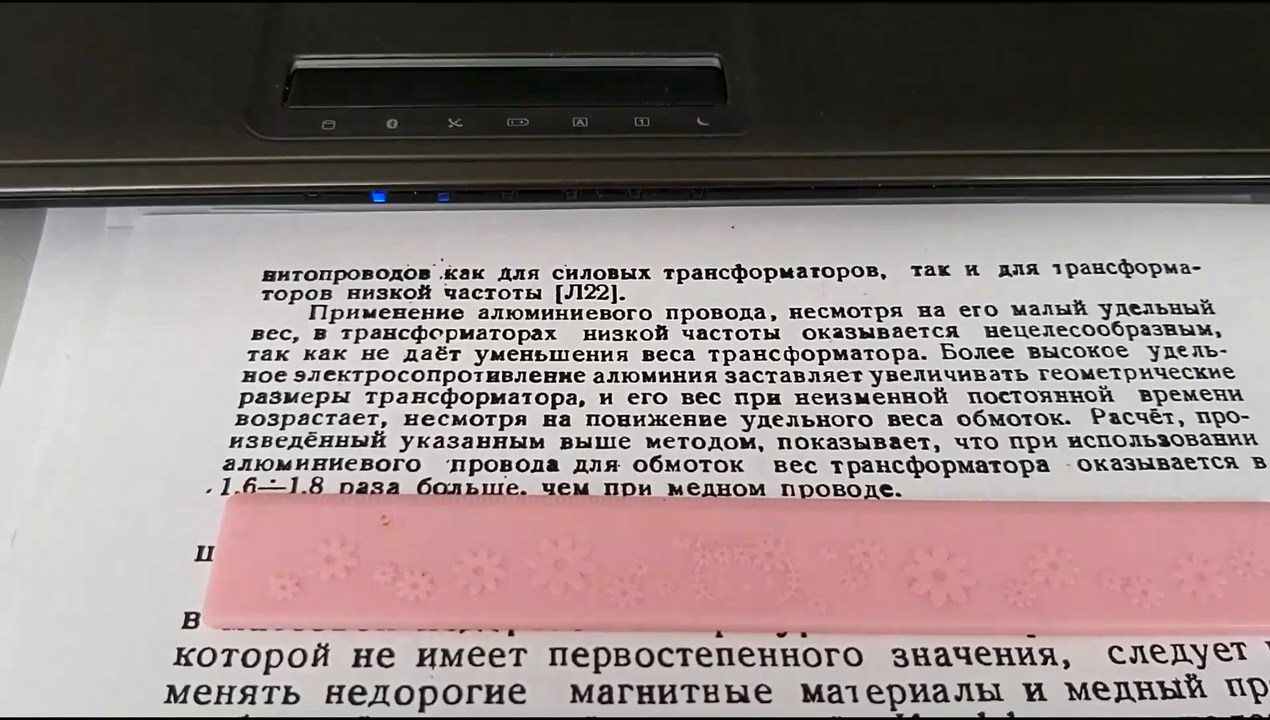 нитопроводов как для силовых трансформаторов, так и для трансформа-
торов низкой частоты [Л22].
Применение алюминиевого провода, несмотря на его малый удельный
вес, в трансформаторах низкой частоты оказывается нецелесообразным,
так как не даёт уменьшения веса трансформатора. Более высокое удель-
ное электросопротивление алюминия заставляет увеличивать геометрические
размеры трансформатора, и его вес при неизменной постоянной времени
возрастает, несмотря на понижение удельного веса обмоток. Расчёт, про-
изведённый указанным выше методом, показывает, что при использовании
алюминиевого провода для обмоток вес трансформатора оказывается в
1,6÷1,8 раза больше, чем при медном проводе.
в
которой не имеет первостепенного значения, следует
менять недорогие магнитные материалы и медный пр